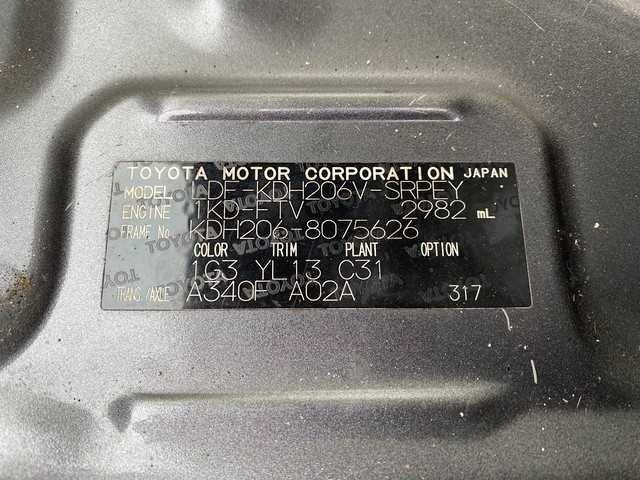 TOYOTA MOTOR CORPORATION JAPAN
MODEL LDF-KDH206V-SRPEY
ENGINE 1KD-FTV 2982 mL
FRAME No. KDH206-8075626
COLOR TRIM PLANT OPTION
1G3 YL13 C31
TRANS./AXLE A340F A02A 317